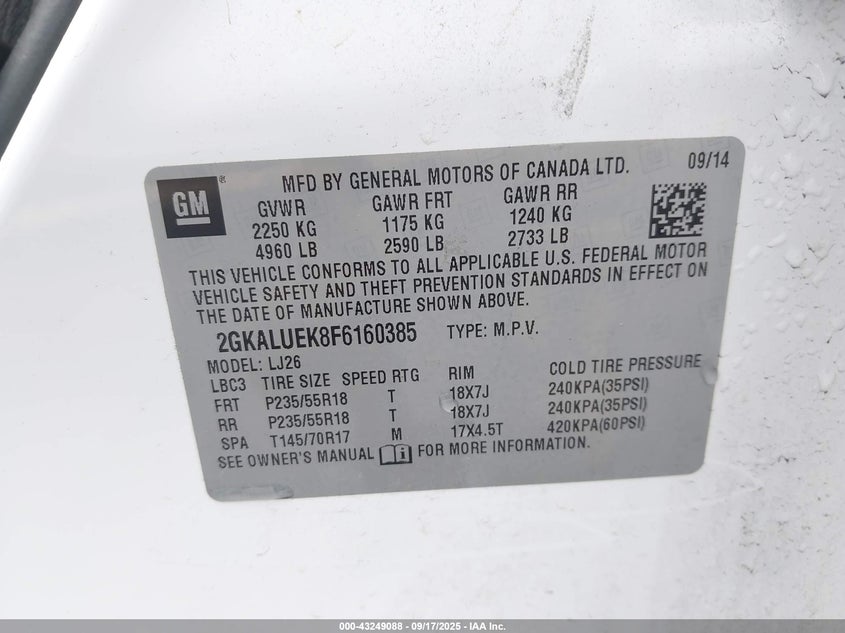 GM
MFD BY GENERAL MOTORS OF CANADA LTD. 09/14
GVWR GAWR FRT GAWR RR
2250 KG 1175 KG 1240 KG
4960 LB 2590 LB 2733 LB
THIS VEHICLE CONFORMS TO ALL APPLICABLE U.S. FEDERAL MOTOR
VEHICLE SAFETY AND THEFT PREVENTION STANDARDS IN EFFECT ON
THE DATE OF MANUFACTURE SHOWN ABOVE.
2GKALUEK8F6160385 TYPE: M.P.V.
MODEL: LJ26
LBC3 TIRE SIZE SPEED RTG RIM COLD TIRE PRESSURE
FRT P235/55R18 T 18X7J 240KPA(35PSI)
RR P235/55R18 T 18X7J 240KPA(35PSI)
SPA T145/70R17 M 17X4.5T 420KPA(60PSI)
SEE OWNER'S MANUAL FOR MORE INFORMATION.
000-43249088 - 09/17/2025 - IAA Inc.